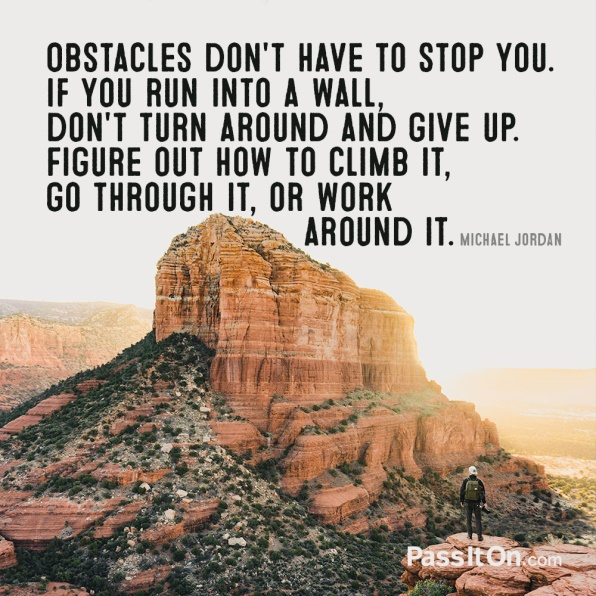 OBSTACLES DON'T HAVE TO STOP YOU.
IF YOU RUN INTO A WALL,
DON'T TURN AROUND AND GIVE UP.
FIGURE OUT HOW TO CLIMB IT,
GO THROUGH IT, OR WORK
AROUND IT. MICHAEL JORDAN
PassItOn.com